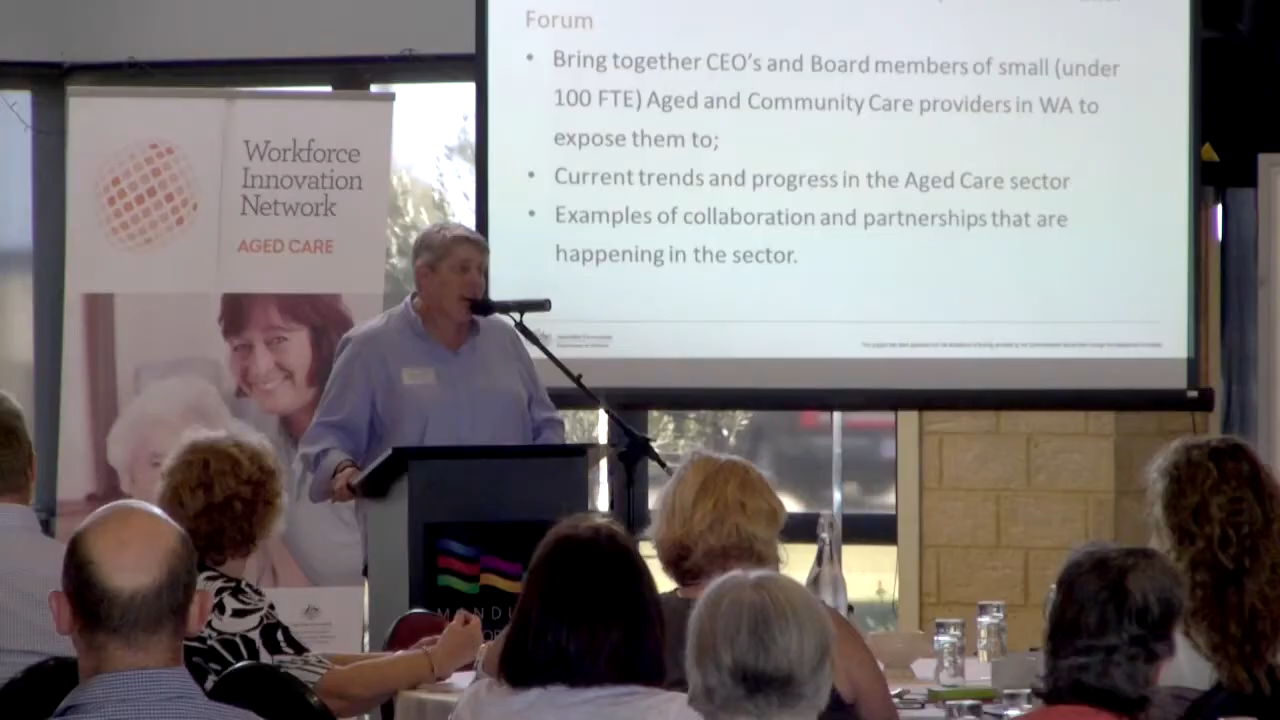 Forum
• Bring together CEO's and Board members of small (under
100 FTE) Aged and Community Care providers in WA to
expose them to;
• Current trends and progress in the Aged Care sector
• Examples of collaboration and partnerships that are
happening in the sector.
Workforce
Innovation
Network
AGED CARE
MANDU